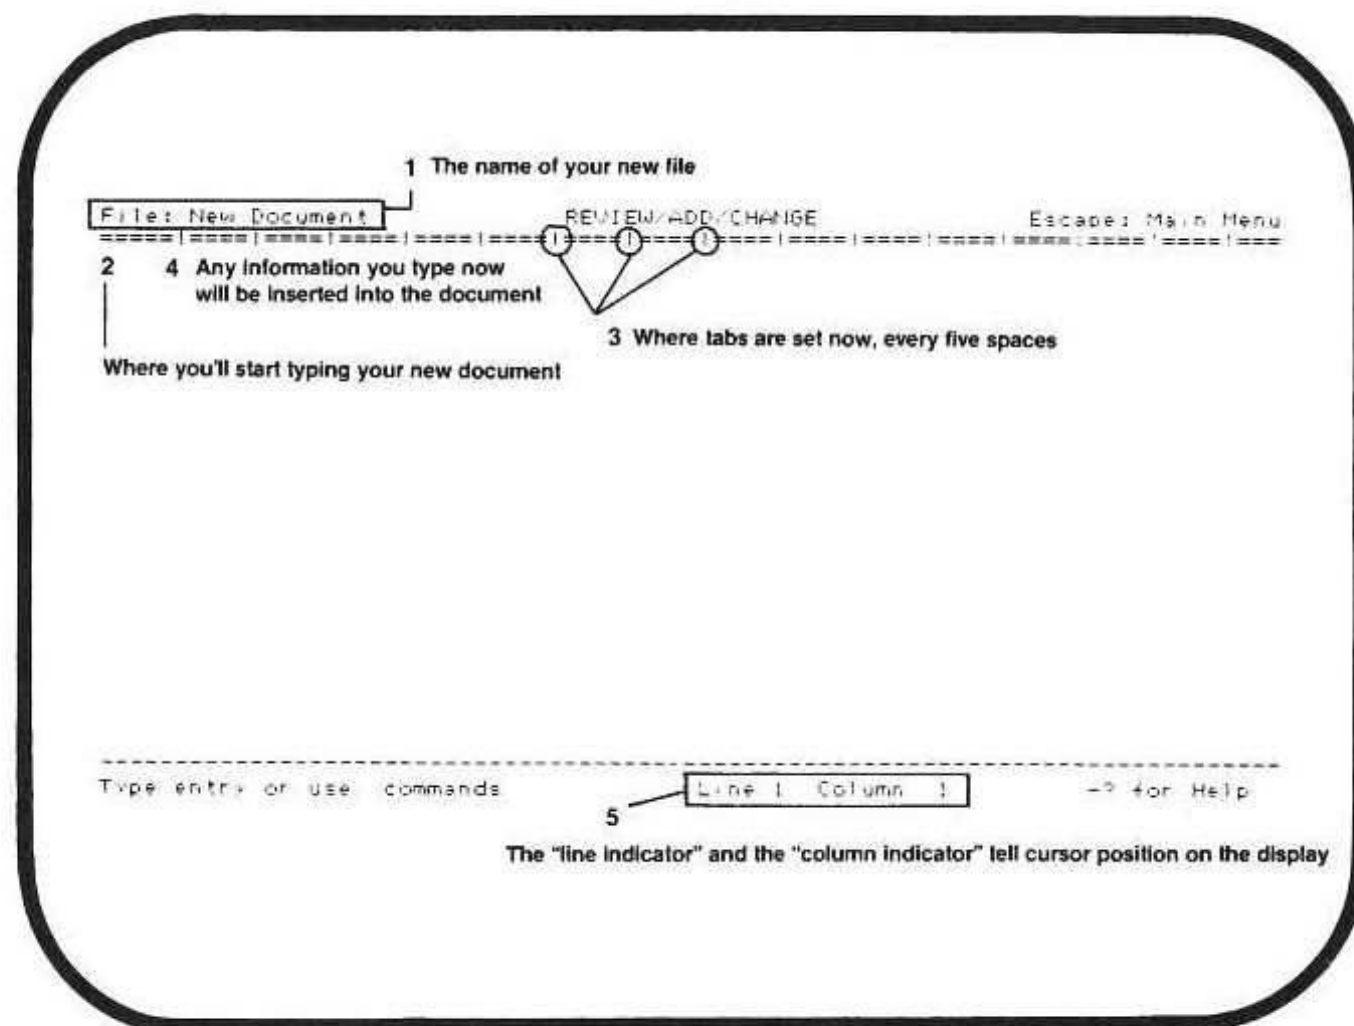 1 The name of your new file
File: New Document REVIEW/ADD/CHANGE Escape: Main Menu
=====|====|====|====|====|====|====|====|====|====|====|====|====|====|====|===
2 4 Any information you type now
will be inserted into the document
3 Where tabs are set now, every five spaces
Where you'll start typing your new document
Type entry or use commands Line 1 Column 1 -? for Help
5
The "line indicator" and the "column indicator" tell cursor position on the display